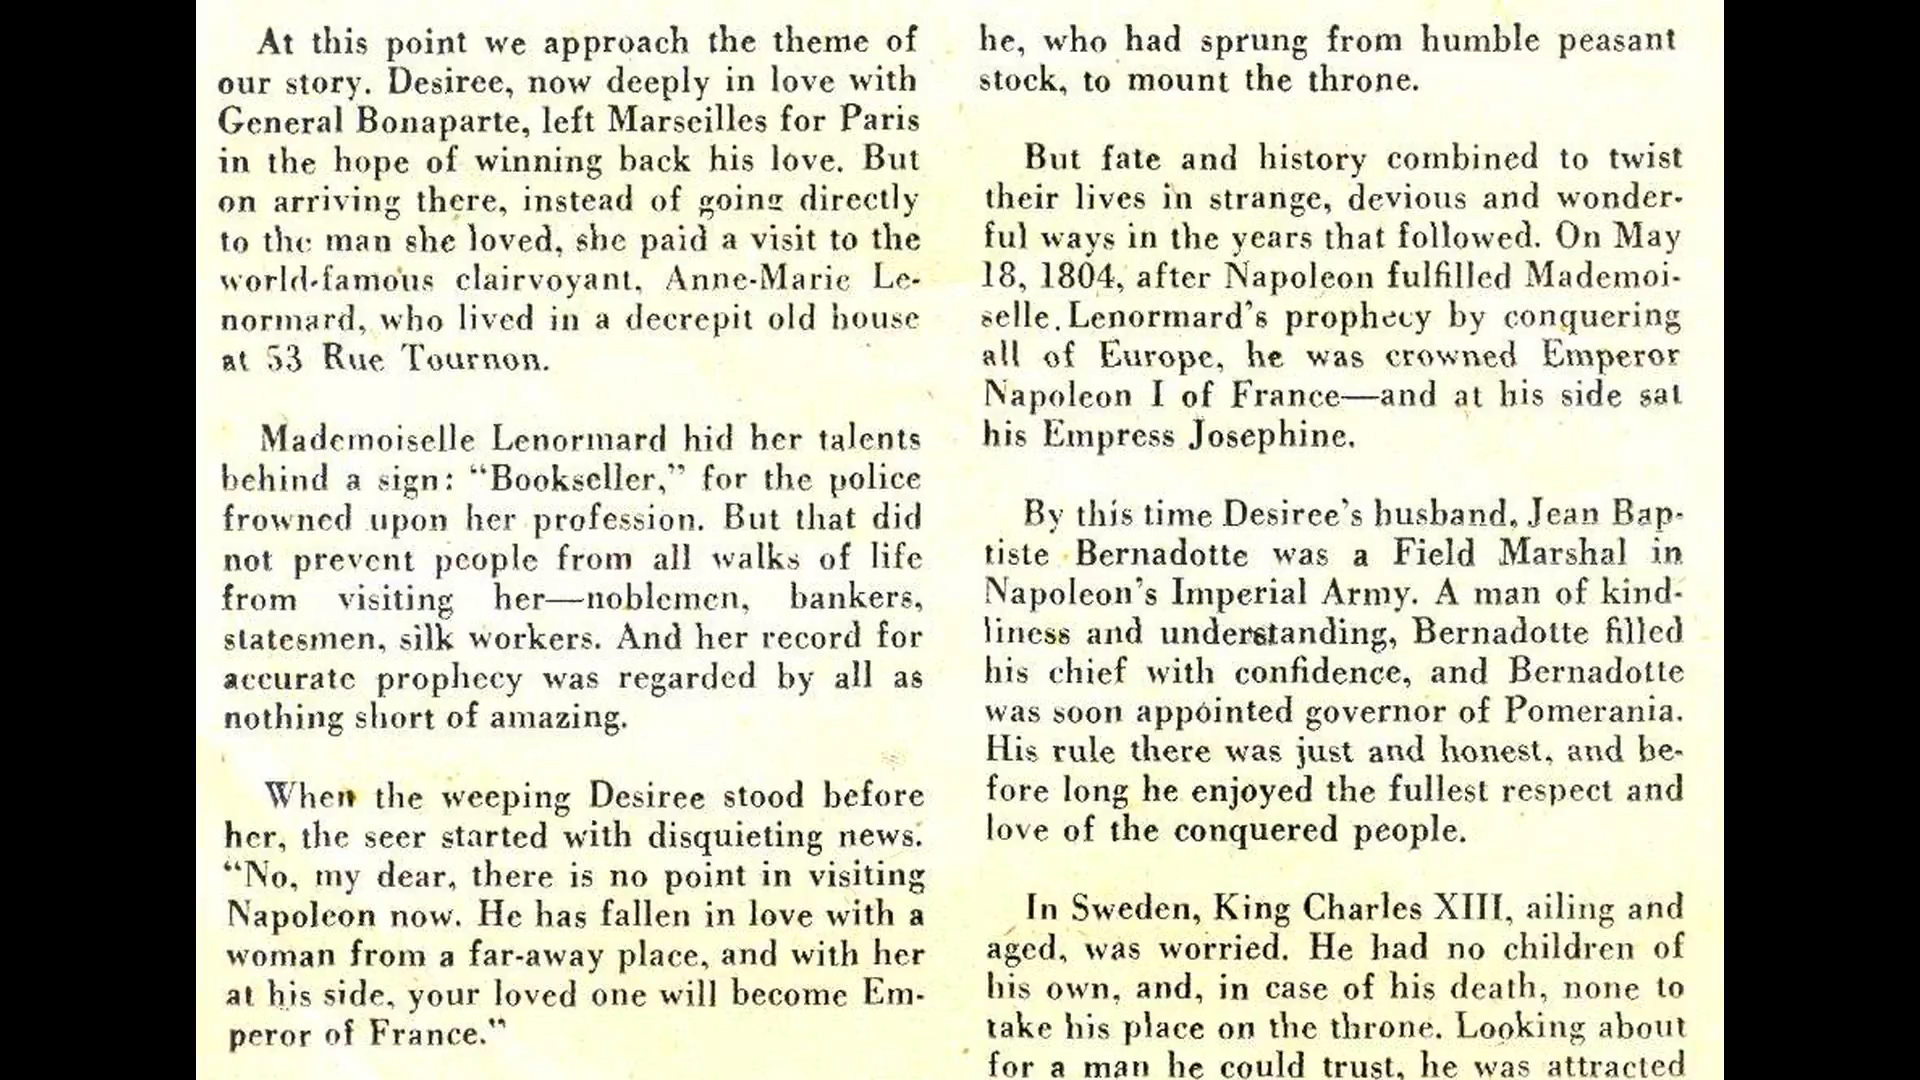 At this point we approach the theme of
our story. Desiree, now deeply in love with
General Bonaparte, left Marseilles for Paris
in the hope of winning back his love. But
on arriving there, instead of going directly
to the man she loved, she paid a visit to the
world-famous clairvoyant, Anne-Marie Le-
normard, who lived in a decrepit old house
at 53 Rue Tournon.
Mademoiselle Lenormard hid her talents
behind a sign: “Bookseller,” for the police
frowned upon her profession. But that did
not prevent people from all walks of life
from visiting her—noblemen, bankers,
statesmen, silk workers. And her record for
accurate prophecy was regarded by all as
nothing short of amazing.
When the weeping Desiree stood before
her, the seer started with disquieting news.
“No, my dear, there is no point in visiting
Napoleon now. He has fallen in love with a
woman from a far-away place, and with her
at his side, your loved one will become Em-
peror of France.”
he, who had sprung from humble peasant
stock, to mount the throne.
But fate and history combined to twist
their lives in strange, devious and wonder-
ful ways in the years that followed. On May
18, 1804, after Napoleon fulfilled Mademoi-
selle Lenormard’s prophecy by conquering
all of Europe, he was crowned Emperor
Napoleon I of France—and at his side sat
his Empress Josephine.
By this time Desiree’s husband, Jean Bap-
tiste Bernadotte was a Field Marshal in
Napoleon’s Imperial Army. A man of kind-
liness and understanding, Bernadotte filled
his chief with confidence, and Bernadotte
was soon appointed governor of Pomerania.
His rule there was just and honest, and be-
fore long he enjoyed the fullest respect and
love of the conquered people.
In Sweden, King Charles XIII, ailing and
aged, was worried. He had no children of
his own, and, in case of his death, none to
take his place on the throne. Looking about
for a man he could trust, he was attracted